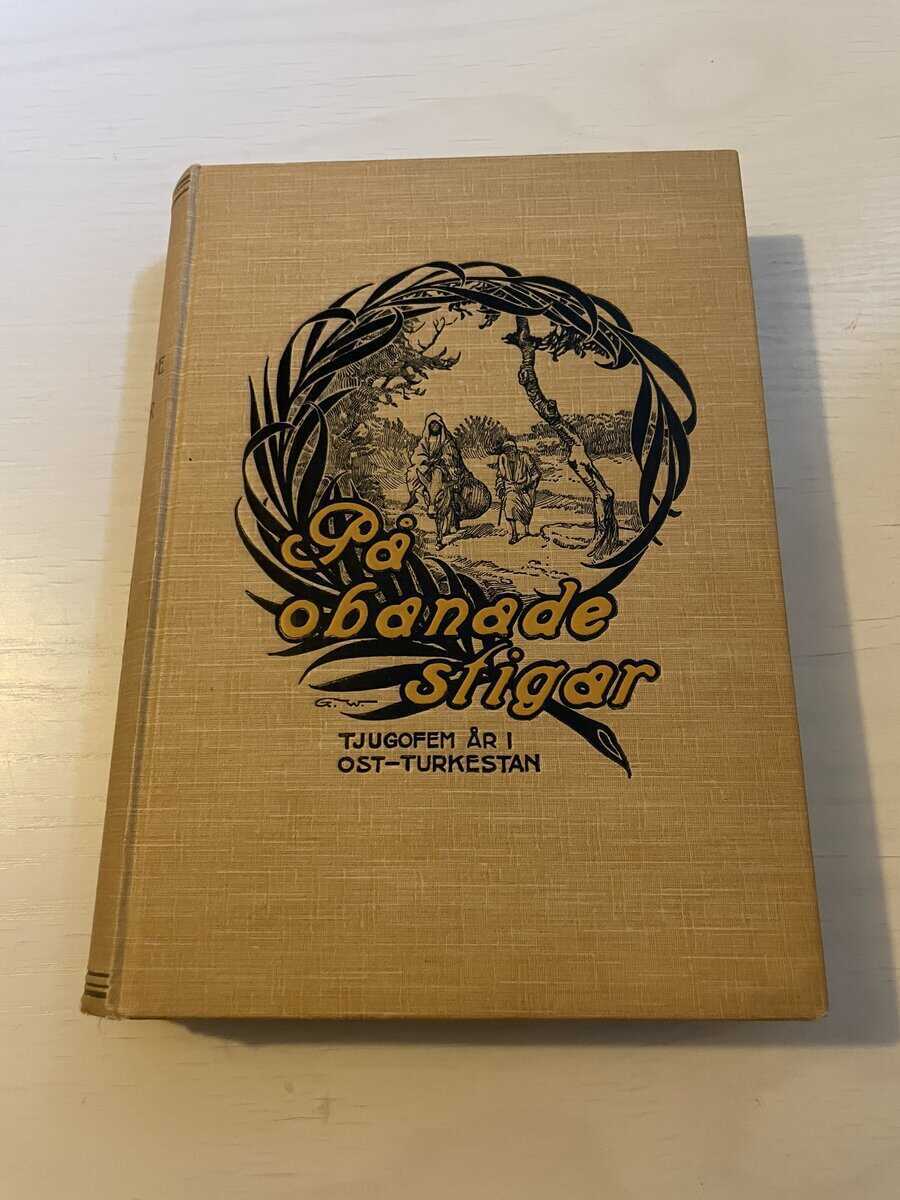 På
obanade
stigar
G.W.
TJUGOFEM ÅR I
OST-TURKESTAN